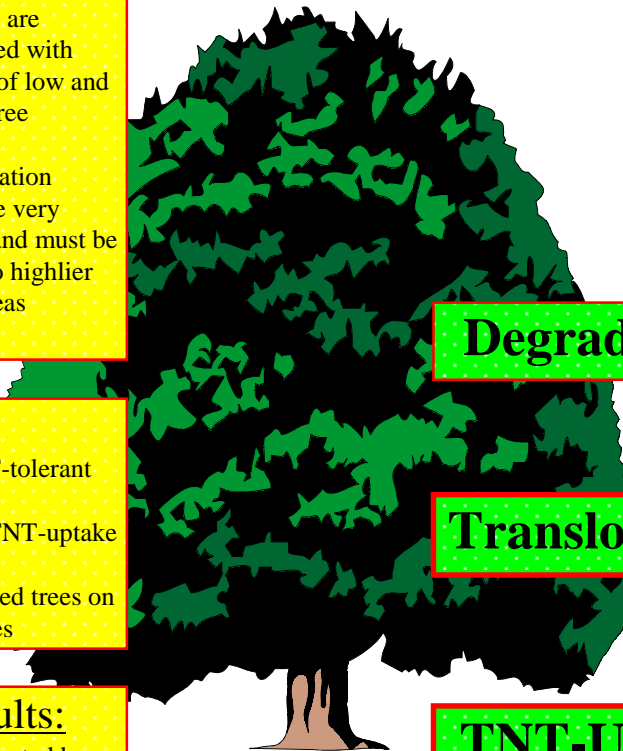 are
ed with
of low and
ree
ation
e very
and must be
o highlier
eas
-tolerant
NT-uptake
ed trees on
es
ults:
Degrad
Translo
TNT-U